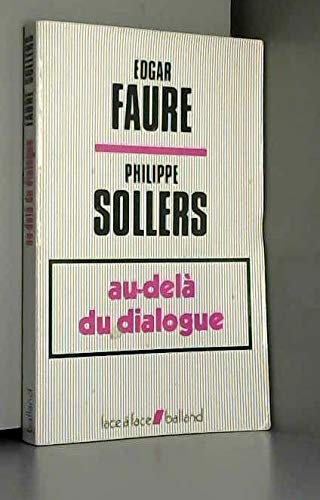 EDGAR
FAURE
PHILIPPE
SOLLERS
au-delà
du dialogue
face à face balland
au-delà du dialogue FAURE SOLLERS